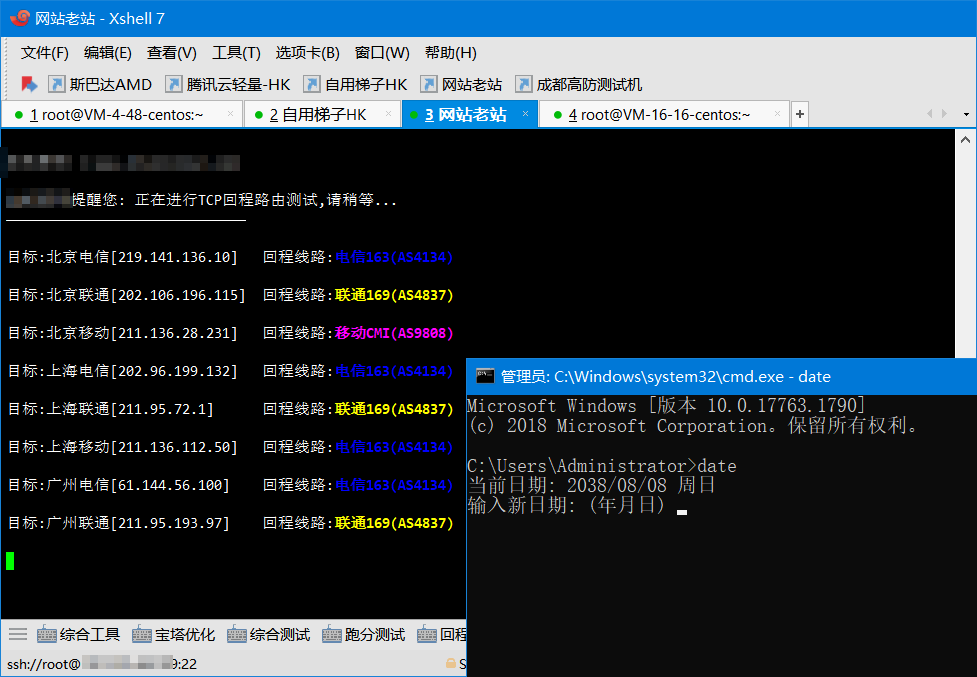 网站老站 - Xshell 7
文件(F) 编辑(E) 查看(V) 工具(T) 选项卡(B) 窗口(W) 帮助(H)
斯巴达AMD 腾讯云轻量-HK 自用梯子HK 网站老站 成都高防测试机
1 root@VM-4-48-centos:~ × 2 自用梯子HK × 3 网站老站 × 4 root@VM-16-16-centos:~ × +
提醒您: 正在进行TCP回程路由测试,请稍等...
目标:北京电信[219.141.136.10] 回程线路:电信163(AS4134)
目标:北京联通[202.106.196.115] 回程线路:联通169(AS4837)
目标:北京移动[211.136.28.231] 回程线路:移动CMI(AS9808)
目标:上海电信[202.96.199.132] 回程线路:电信163(AS4134)
目标:上海联通[211.95.72.1] 回程线路:联通169(AS4837)
目标:上海移动[211.136.112.50] 回程线路:电信163(AS4134)
目标:广州电信[61.144.56.100] 回程线路:电信163(AS4134)
目标:广州联通[211.95.193.97] 回程线路:联通169(AS4837)
管理员: C:\Windows\system32\cmd.exe - date
Microsoft Windows [版本 10.0.17763.1790]
(c) 2018 Microsoft Corporation。保留所有权利。
C:\Users\Administrator>date
当前日期: 2038/08/08 周日
输入新日期: (年月日)
综合工具 宝塔优化 综合测试 跑分测试 回程
ssh://root@ 9:22 S